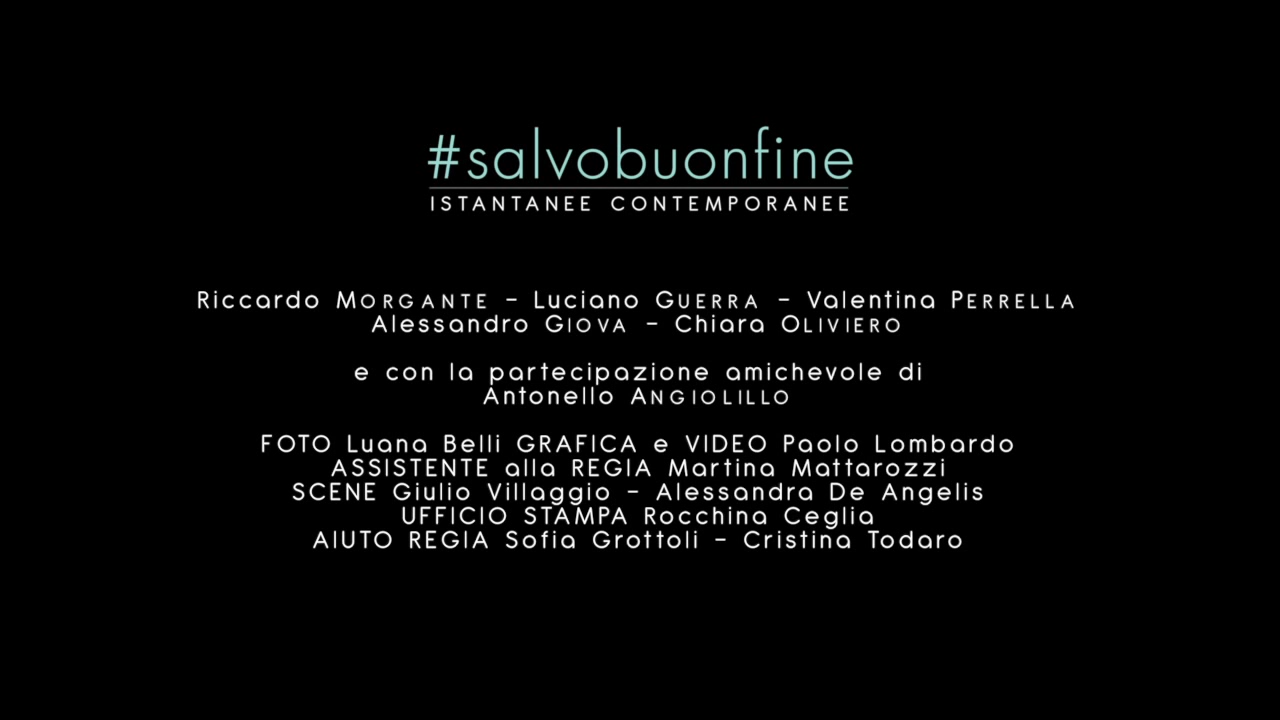 #salvobuonfine
ISTANTANEE CONTEMPORANEE
Riccardo MORGANTE - Luciano GUERRA - Valentina PERRELLA
Alessandro GIOVA - Chiara OLIVIERO
e con la partecipazione amichevole di
Antonello ANGIOLILLO
FOTO Luana Belli GRAFICA e VIDEO Paolo Lombardo
ASSISTENTE alla REGIA Martina Mattarozzi
SCENE Giulio Villaggio - Alessandra De Angelis
UFFICIO STAMPA Rocchina Ceglia
AIUTO REGIA Sofia Grottoli - Cristina Todaro